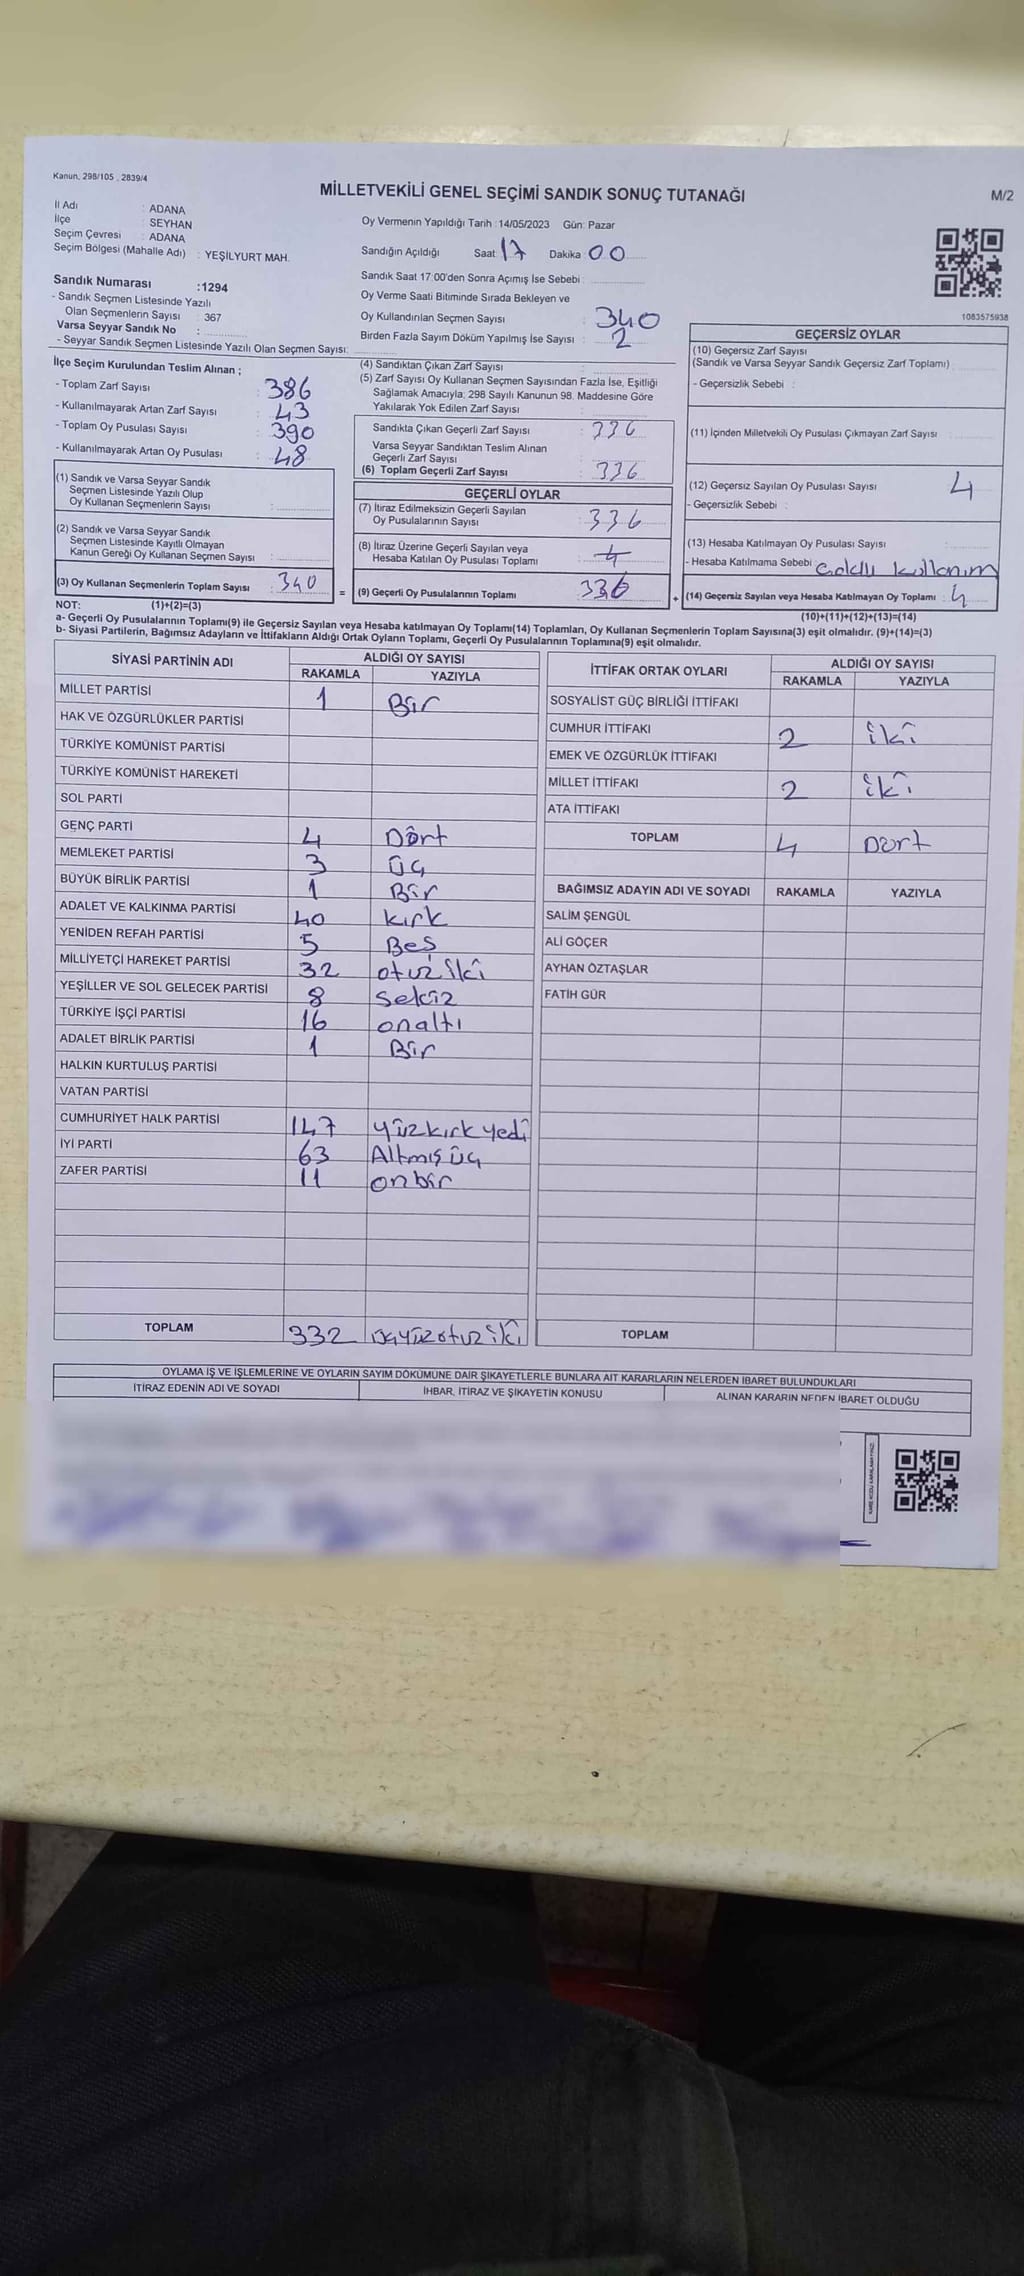 Kanun, 298/105 , 2839/4
MİLLETVEKİLİ GENEL SEÇİMİ SANDIK SONUÇ TUTANAĞI
M/2
İl Adı : ADANA
İlçe : SEYHAN
Seçim Çevresi : ADANA
Seçim Bölgesi (Mahalle Adı) : YEŞİLYURT MAH.
Sandık Numarası :1294
- Sandık Seçmen Listesinde Yazılı
Olan Seçmenlerin Sayısı : 367
Varsa Seyyar Sandık No :
- Seyyar Sandık Seçmen Listesinde Yazılı Olan Seçmen Sayısı:
Oy Vermenin Yapıldığı Tarih :14/05/2023 Gün: Pazar
Sandığın Açıldığı Saat: 17 Dakika: 00
Sandık Saat 17:00'den Sonra Açımış İse Sebebi :
Oy Verme Saati Bitiminde Sırada Bekleyen ve
Oy Kullandırılan Seçmen Sayısı : 340
Birden Fazla Sayım Döküm Yapılmış İse Sayısı : 2
1083575938
İlçe Seçim Kurulundan Teslim Alınan ;
- Toplam Zarf Sayısı : 386
- Kullanılmayarak Artan Zarf Sayısı : 43
- Toplam Oy Pusulası Sayısı : 390
- Kullanılmayarak Artan Oy Pusulası : 48
(1) Sandık ve Varsa Seyyar Sandık
Seçmen Listesinde Yazılı Olup
Oy Kullanan Seçmenlerin Sayısı :
(2) Sandık ve Varsa Seyyar Sandık
Seçmen Listesinde Kayıtlı Olmayan
Kanun Gereği Oy Kullanan Seçmen Sayısı :
(3) Oy Kullanan Seçmenlerin Toplam Sayısı : 340
(4) Sandıktan Çıkan Zarf Sayısı :
(5) Zarf Sayısı Oy Kullanan Seçmen Sayısından Fazla İse, Eşitliği
Sağlamak Amacıyla; 298 Sayılı Kanunun 98. Maddesine Göre
Yakılarak Yok Edilen Zarf Sayısı :
Sandıkta Çıkan Geçerli Zarf Sayısı : 336
Varsa Seyyar Sandıktan Teslim Alınan
Geçerli Zarf Sayısı :
(6) Toplam Geçerli Zarf Sayısı : 336
GEÇERLİ OYLAR
(7) İtiraz Edilmeksizin Geçerli Sayılan
Oy Pusulalarının Sayısı : 336
(8) İtiraz Üzerine Geçerli Sayılan veya
Hesaba Katılan Oy Pusulası Toplamı :
= (9) Geçerli Oy Pusulalarının Toplamı : 336
GEÇERSİZ OYLAR
(10) Geçersiz Zarf Sayısı
(Sandık ve Varsa Seyyar Sandık Geçersiz Zarf Toplamı) :
- Geçersizlik Sebebi :
(11) İçinden Milletvekili Oy Pusulası Çıkmayan Zarf Sayısı :
(12) Geçersiz Sayılan Oy Pusulası Sayısı : 4
- Geçersizlik Sebebi :
(13) Hesaba Katılmayan Oy Pusulası Sayısı :
- Hesaba Katılmama Sebebi : Çoklu kullanım
+ (14) Geçersiz Sayılan veya Hesaba Katılmayan Oy Toplamı : 4
NOT: (1)+(2)=(3) (10)+(11)+(12)+(13)=(14)
a- Geçerli Oy Pusulalarının Toplamı(9) ile Geçersiz Sayılan veya Hesaba katılmayan Oy Toplamı(14) Toplamları, Oy Kullanan Seçmenlerin Toplam Sayısına(3) eşit olmalıdır. (9)+(14)=(3)
b- Siyasi Partilerin, Bağımsız Adayların ve İttifakların Aldığı Ortak Oyların Toplamı, Geçerli Oy Pusulalarının Toplamına(9) eşit olmalıdır.
SİYASİ PARTİNİN ADI ALDIĞI OY SAYISI
RAKAMLA YAZIYLA
MİLLET PARTİSİ 1 Bir
HAK VE ÖZGÜRLÜKLER PARTİSİ
TÜRKİYE KOMÜNİST PARTİSİ
TÜRKİYE KOMÜNİST HAREKETİ
SOL PARTİ
GENÇ PARTİ 4 Dört
MEMLEKET PARTİSİ 3 üç
BÜYÜK BİRLİK PARTİSİ 1 Bir
ADALET VE KALKINMA PARTİSİ 40 kırk
YENİDEN REFAH PARTİSİ 5 Beş
MİLLİYETÇİ HAREKET PARTİSİ 32 otuz iki
YEŞİLLER VE SOL GELECEK PARTİSİ 8 sekiz
TÜRKİYE İŞÇİ PARTİSİ 16 onaltı
ADALET BİRLİK PARTİSİ 1 Bir
HALKIN KURTULUŞ PARTİSİ
VATAN PARTİSİ
CUMHURİYET HALK PARTİSİ 147 yüzkırk yedi
İYİ PARTİ 63 Altmış üç
ZAFER PARTİSİ 11 onbir
TOPLAM 332 üçyüz otuz iki
İTTİFAK ORTAK OYLARI ALDIĞI OY SAYISI
RAKAMLA YAZIYLA
SOSYALİST GÜÇ BİRLİĞİ İTTİFAKI
CUMHUR İTTİFAKI 2 iki
EMEK VE ÖZGÜRLÜK İTTİFAKI
MİLLET İTTİFAKI 2 iki
ATA İTTİFAKI
TOPLAM 4 Dört
BAĞIMSIZ ADAYIN ADI VE SOYADI RAKAMLA YAZIYLA
SALİM ŞENGÜL
ALİ GÖÇER
AYHAN ÖZTAŞLAR
FATİH GÜR
TOPLAM
OYLAMA İŞ VE İŞLEMLERİNE VE OYLARIN SAYIM DÖKÜMÜNE DAİR ŞİKAYETLERLE BUNLARA AİT KARARLARIN NELERDEN İBARET BULUNDUKLARI
İTİRAZ EDENİN ADI VE SOYADI İHBAR, İTİRAZ VE ŞİKAYETİN KONUSU ALINAN KARARIN NEDEN İBARET OLDUĞU